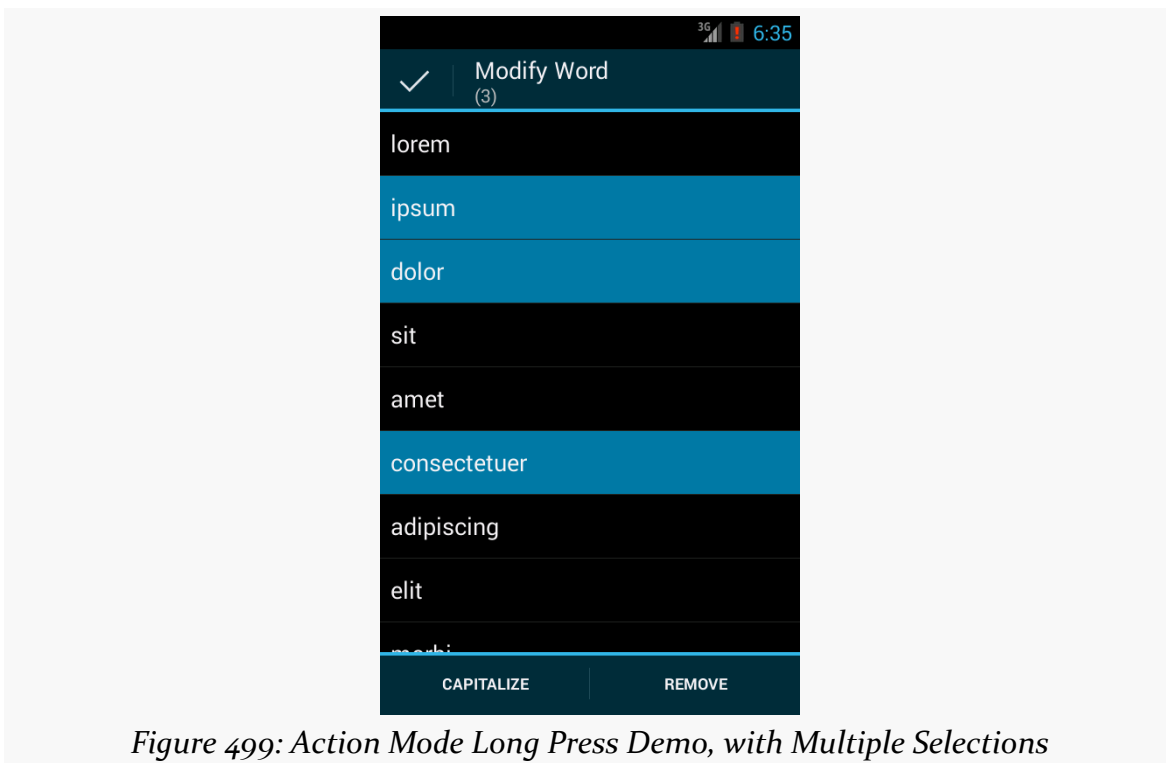 3G 6:35
Modify Word
(3)
lorem
ipsum
dolor
sit
amet
consectetuer
adipiscing
elit
morbi
CAPITALIZE REMOVE
Figure 499: Action Mode Long Press Demo, with Multiple Selections